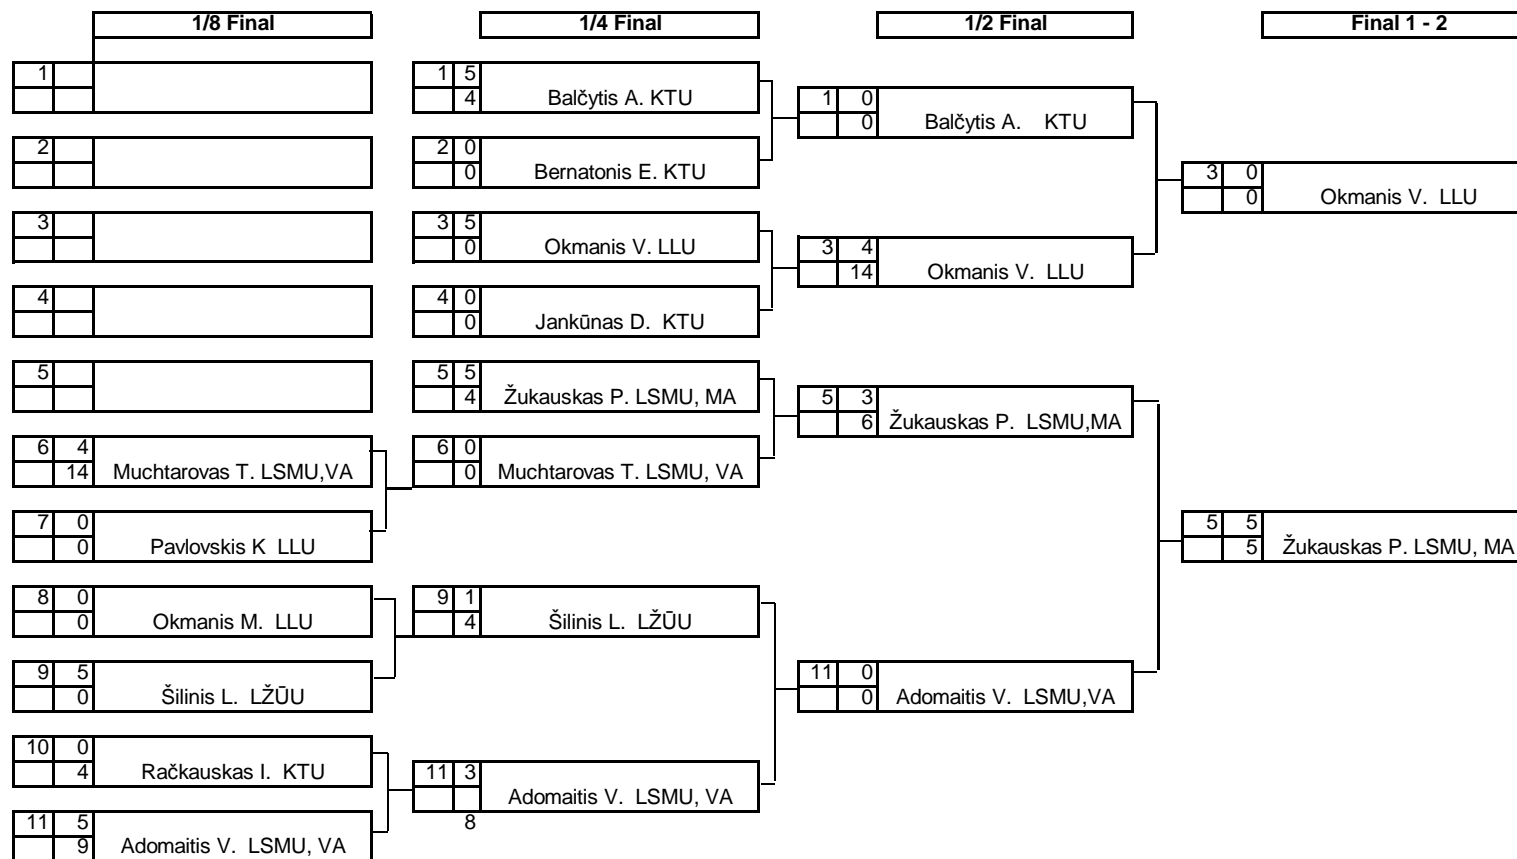 1/8 Final 1/4 Final 1/2 Final Final 1 - 2
1 1 5
4 Balčytis A. KTU
1 0
0 Balčytis A. KTU
2 2 0
0 Bernatonis E. KTU
3 0
0 Okmanis V. LLU
3 3 5
0 Okmanis V. LLU
3 4
14 Okmanis V. LLU
4 4 0
0 Jankūnas D. KTU
5 5 5
4 Žukauskas P. LSMU, MA
5 3
6 Žukauskas P. LSMU,MA
6 4 6 0
14 Muchtarovas T. LSMU,VA 0 Muchtarovas T. LSMU, VA
7 0 5 5
0 Pavlovskis K LLU 5 Žukauskas P. LSMU, MA
8 0 9 1
0 Okmanis M. LLU 4 Šilinis L. LŽŪU
9 5 11 0
0 Šilinis L. LŽŪU 0 Adomaitis V. LSMU,VA
10 0
4 Račkauskas I. KTU 11 3
Adomaitis V. LSMU, VA
11 5 8
9 Adomaitis V. LSMU, VA